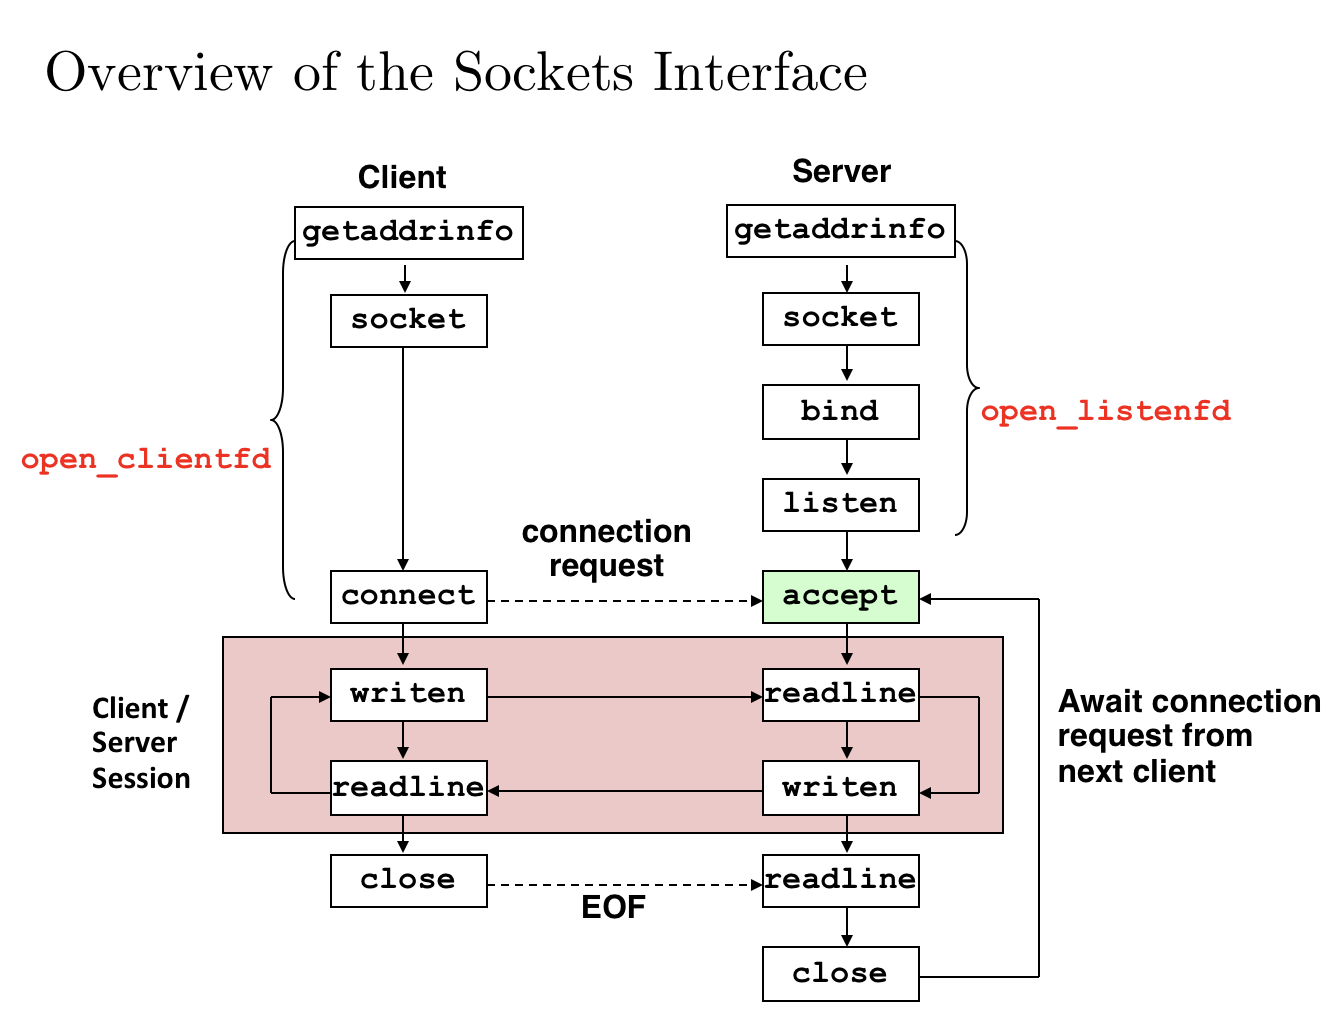 Overview of the Sockets Interface
Client
Server
getaddrinfo
getaddrinfo
socket
socket
bind
open_listenfd
open_clientfd
listen
connection
request
connect
accept
writen
readline
Client /
Server
Session
Await connection
request from
next client
readline
writen
close
readline
EOF
close